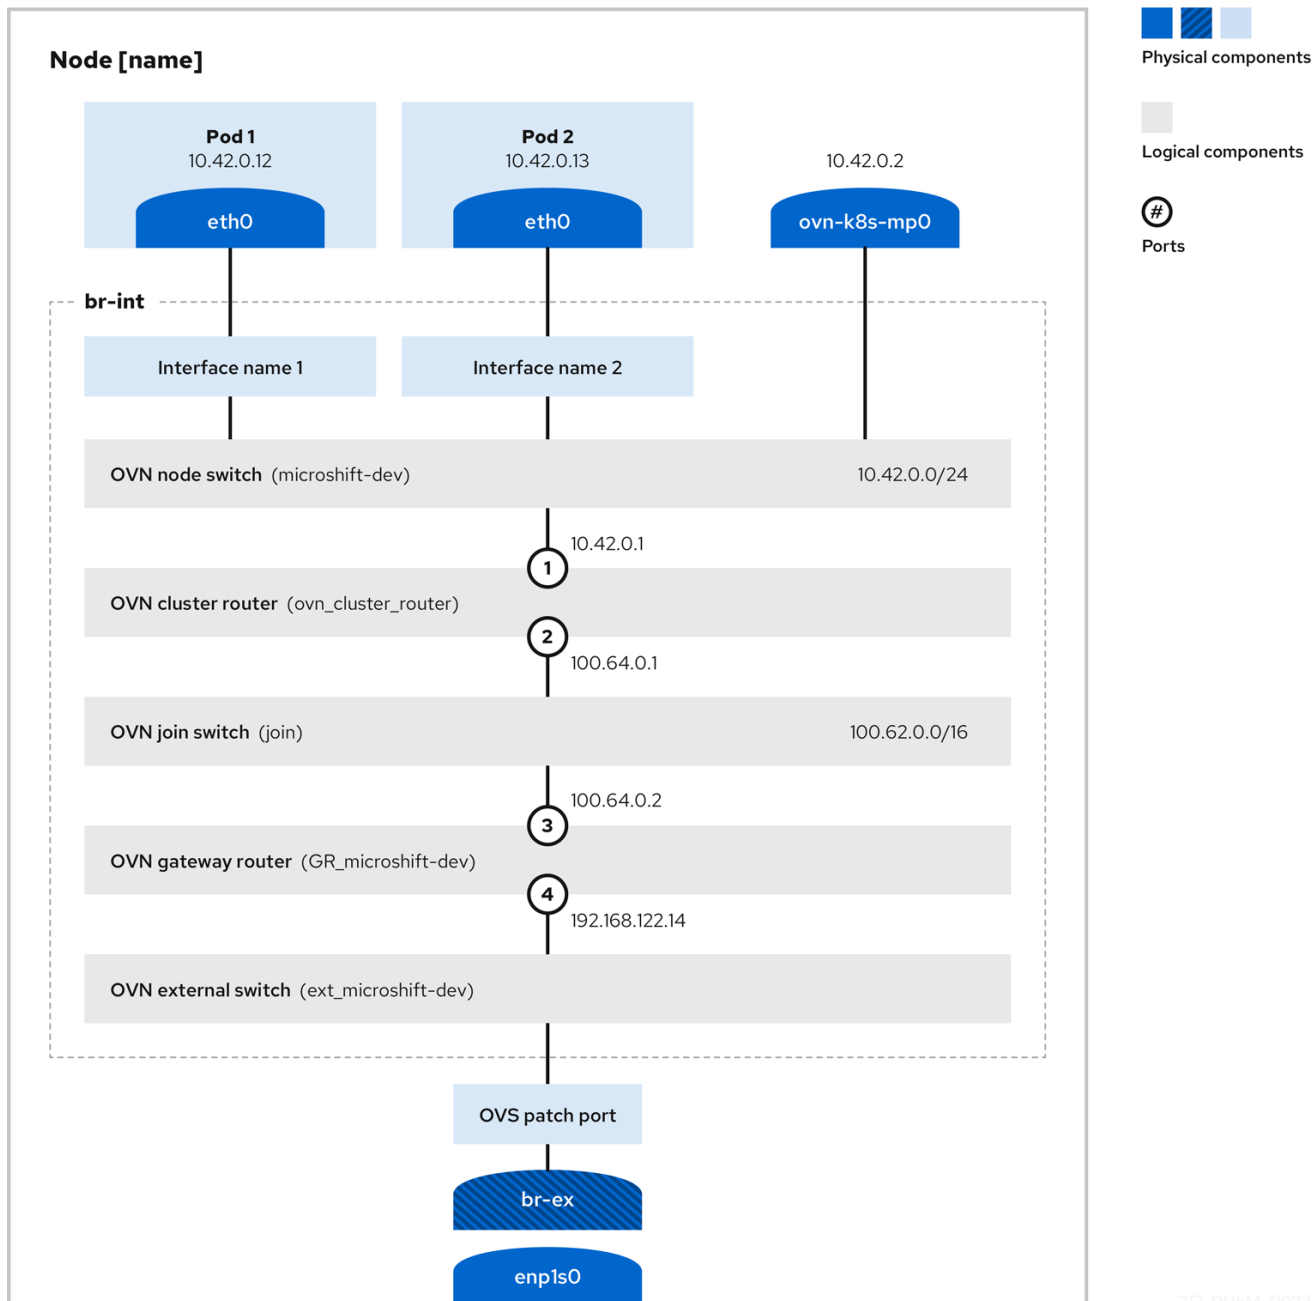 Node [name]
Physical components
Logical components
#
Ports
Pod 1
10.42.0.12
eth0
Pod 2
10.42.0.13
eth0
10.42.0.2
ovn-k8s-mp0
br-int
Interface name 1
Interface name 2
OVN node switch (microshift-dev) 10.42.0.0/24
10.42.0.1
1
OVN cluster router (ovn_cluster_router)
2
100.64.0.1
OVN join switch (join) 100.62.0.0/16
100.64.0.2
3
OVN gateway router (GR_microshift-dev)
4
192.168.122.14
OVN external switch (ext_microshift-dev)
OVS patch port
br-ex
enp1s0